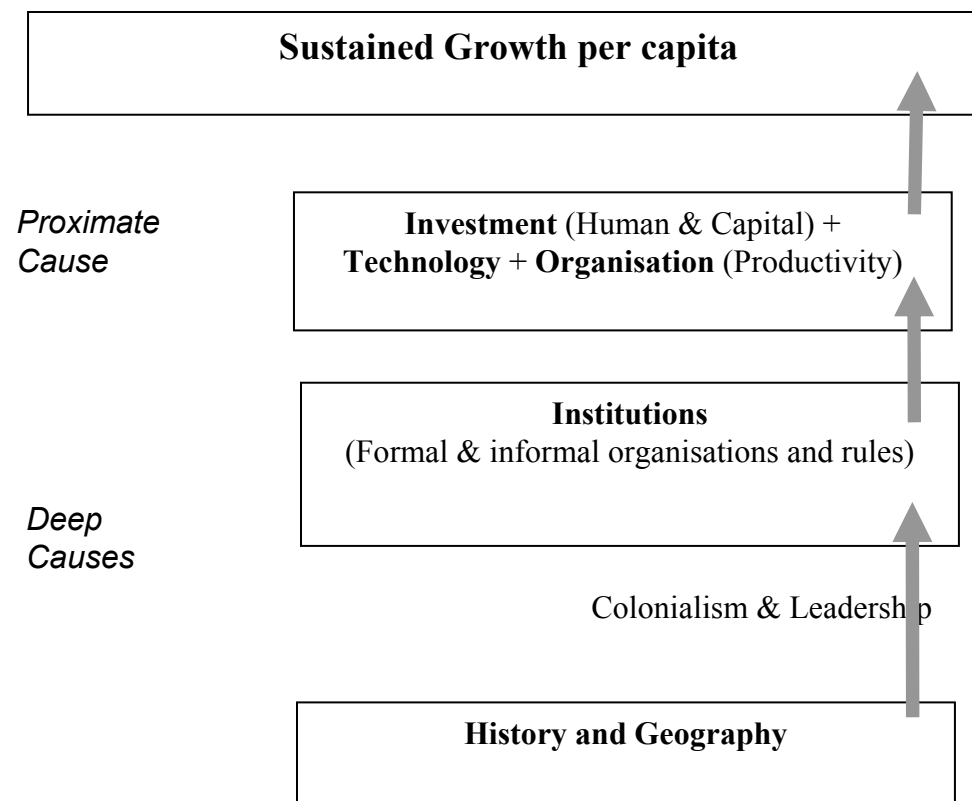 Sustained Growth per capita
Proximate
Cause
Investment (Human & Capital) +
Technology + Organisation (Productivity)
Institutions
(Formal & informal organisations and rules)
Deep
Causes
Colonialism & Leadership
History and Geography